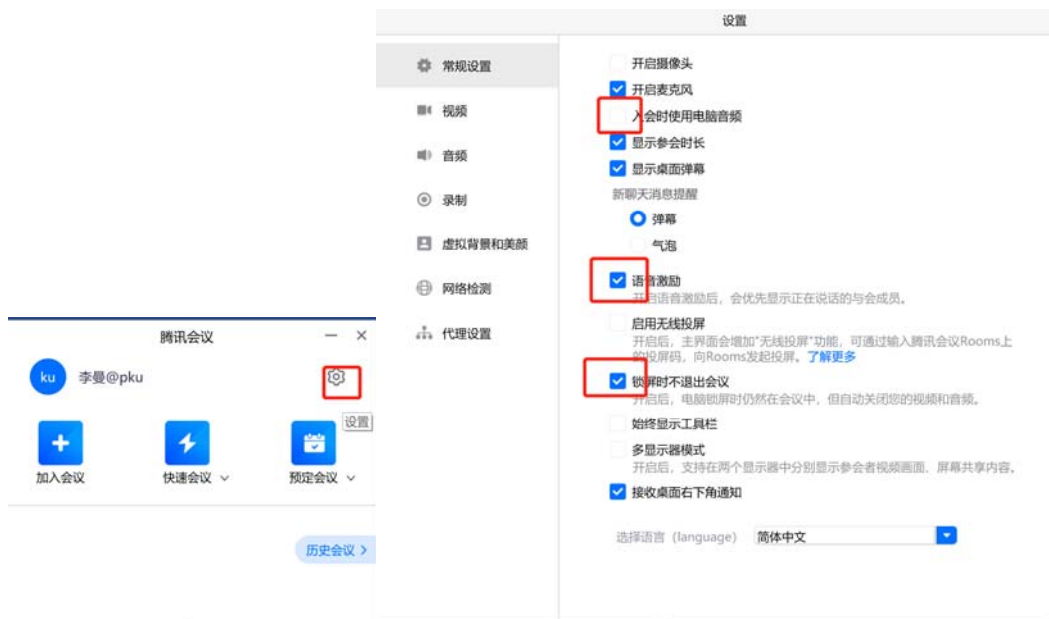 腾讯会议
ku 李曼@pku
设置
加入会议 快速会议 预定会议
历史会议 >
设置
常规设置
视频
音频
录制
虚拟背景和美颜
网络检测
代理设置
开启摄像头
开启麦克风
入会时使用电脑音频
显示参会时长
显示桌面弹幕
新聊天消息提醒
弹幕
气泡
语音激励
开启语音激励后，会优先显示正在说话的与会成员。
启用无线投屏
开启后，主界面会增加“无线投屏”功能，可通过输入腾讯会议Rooms上
的投屏码，向Rooms发起投屏。了解更多
锁屏时不退出会议
开启后，电脑锁屏时仍然在会议中，但自动关闭您的视频和音频。
始终显示工具栏
多显示器模式
开启后，支持在两个显示器中分别显示参会者视频画面、屏幕共享内容。
接收桌面右下角通知
选择语言（language） 简体中文